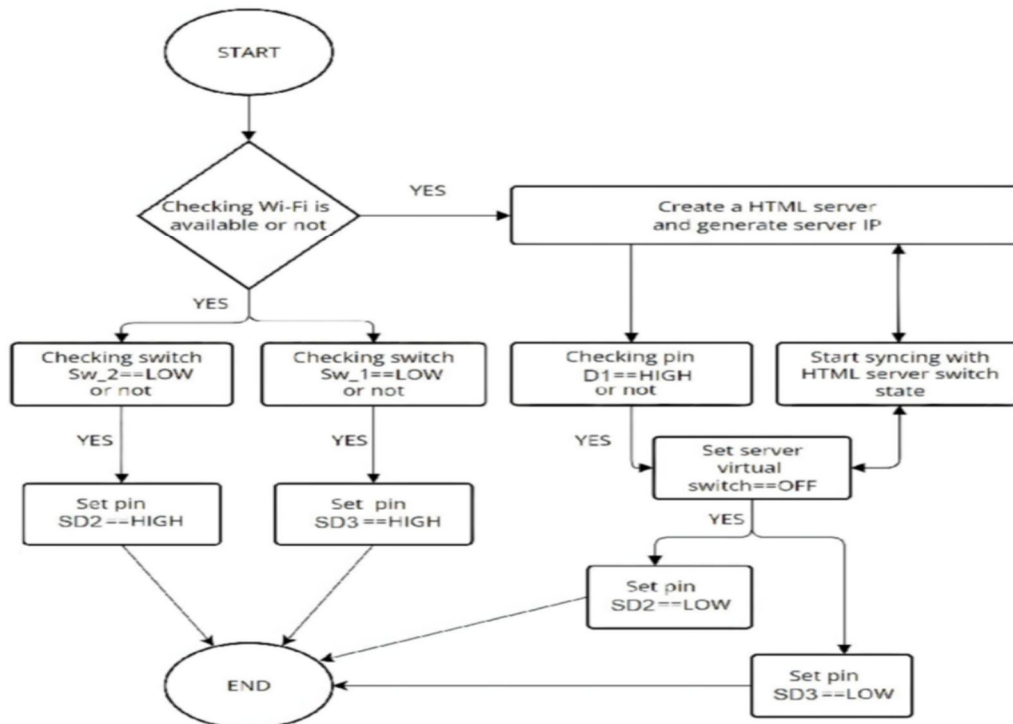 START
YES
Checking Wi-Fi is
available or not
Create a HTML server
and generate server IP
YES
Checking switch
Sw_2==LOW
or not
Checking switch
Sw_1==LOW
or not
Checking pin
D1==HIGH
or not
Start syncing with
HTML server switch
state
YES
YES
YES
Set server
virtual
switch==OFF
Set pin
SD2==HIGH
Set pin
SD3==HIGH
YES
Set pin
SD2==LOW
END
Set pin
SD3==LOW